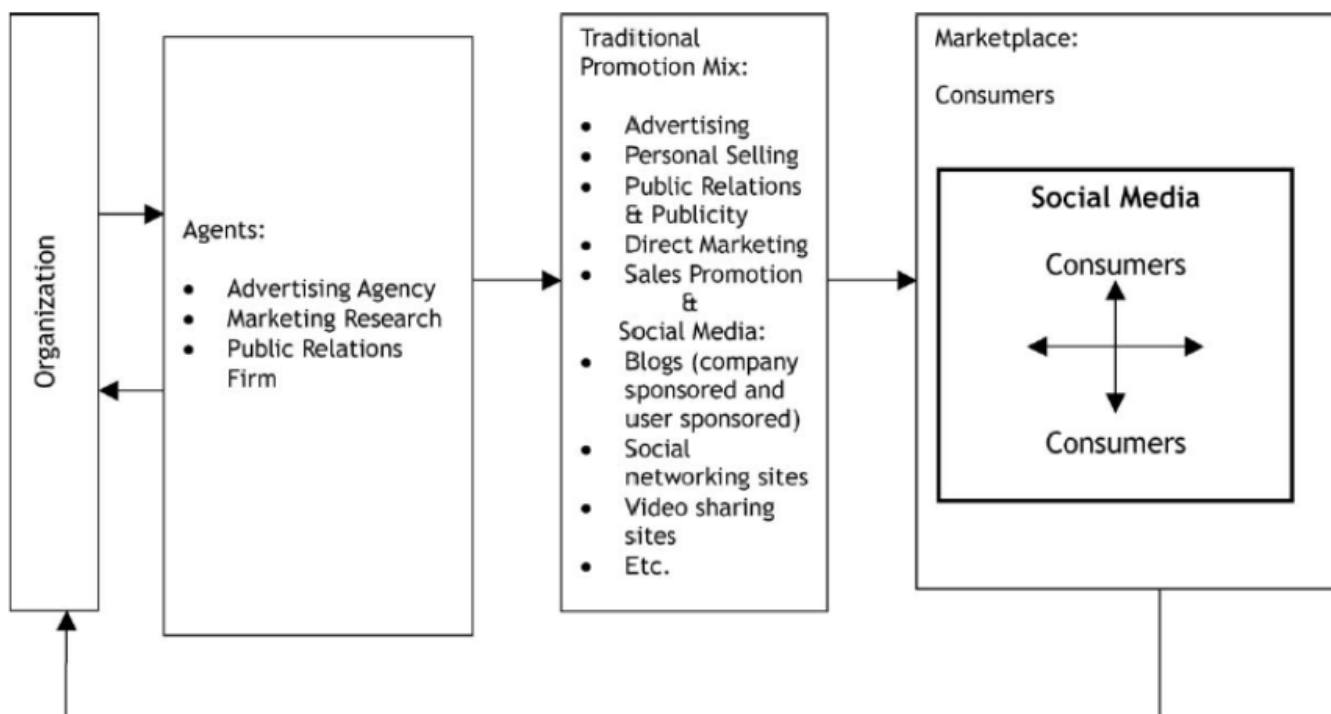 Organization
Agents:
• Advertising Agency
• Marketing Research
• Public Relations
Firm
Traditional
Promotion Mix:
• Advertising
• Personal Selling
• Public Relations
& Publicity
• Direct Marketing
• Sales Promotion
&
Social Media:
• Blogs (company
sponsored and
user sponsored)
• Social
networking sites
• Video sharing
sites
• Etc.
Marketplace:
Consumers
Social Media
Consumers
Consumers